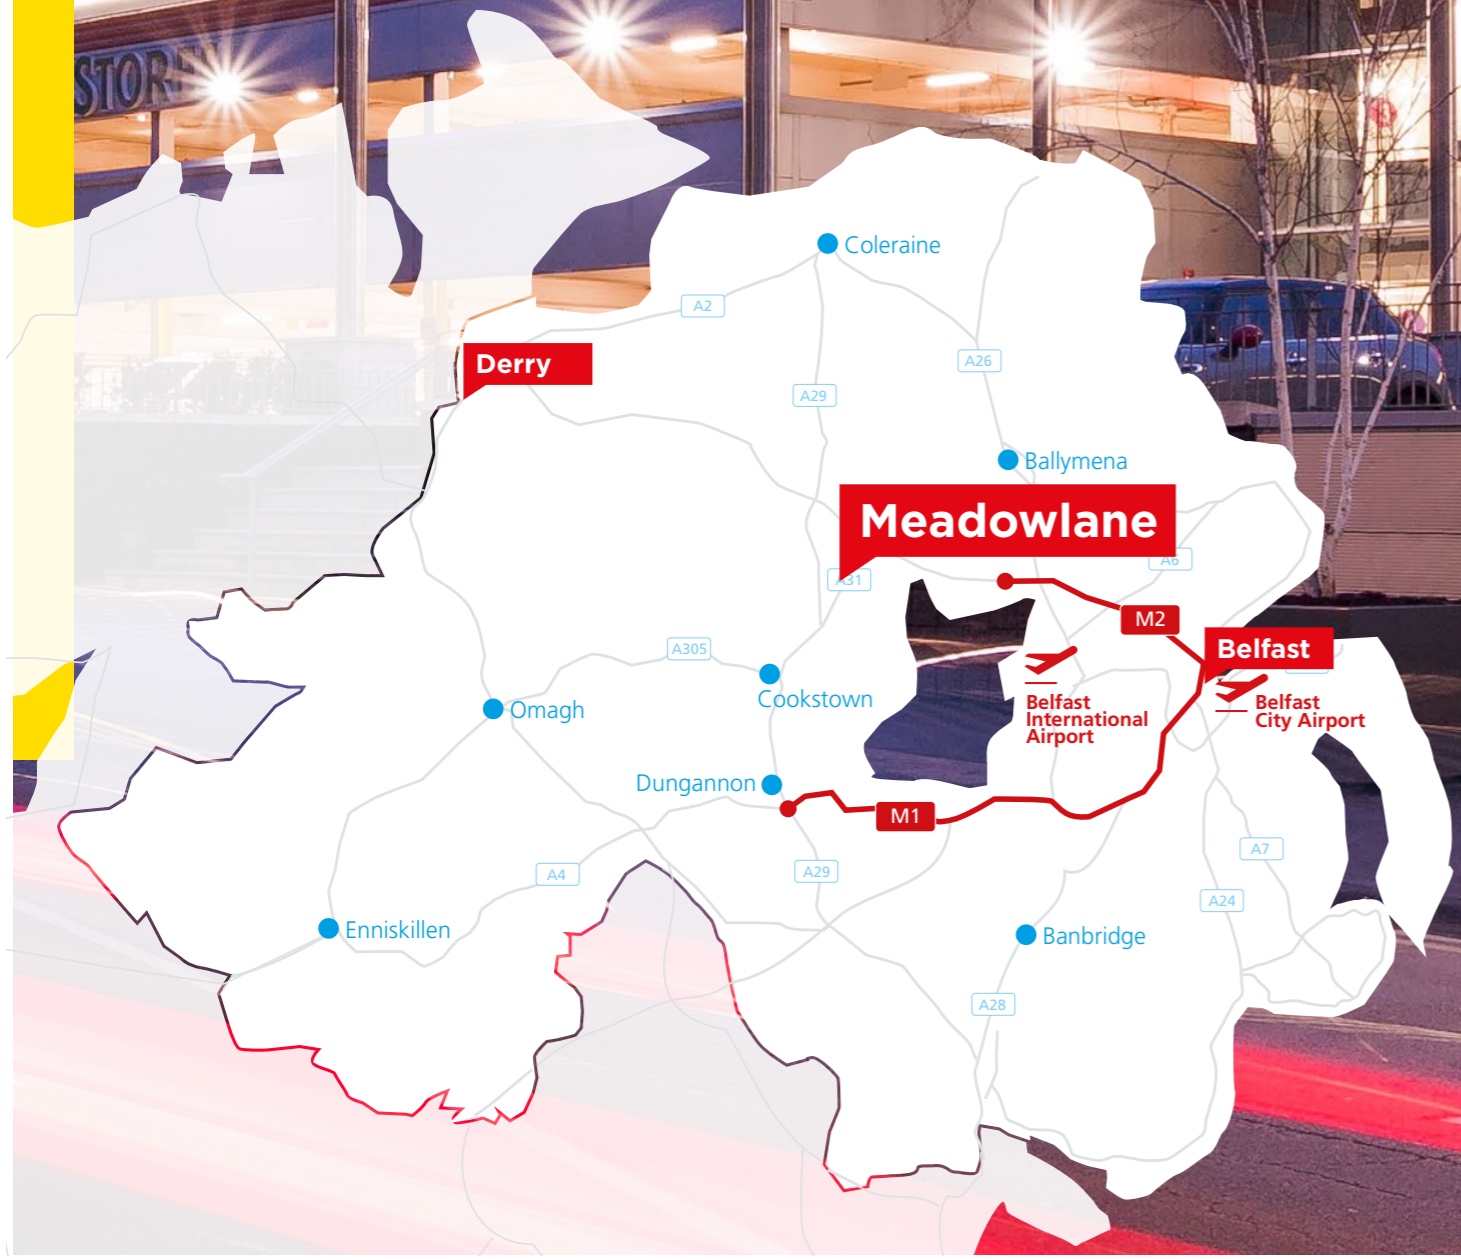 STOR
Coleraine
A2
A26
Derry
A29
Ballymena
Meadowlane
A6
A31
M2
A305
Belfast
Cookstown
Omagh
Belfast
International
Airport
Belfast
City Airport
Dungannon
M1
A7
A4
A29
A24
Enniskillen
Banbridge
A28